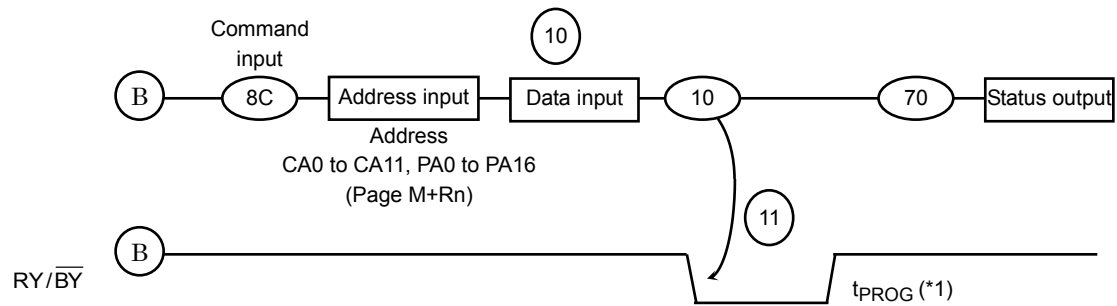 Command
input
10
B
8C
Address input
Data input
10
70
Status output
Address
CA0 to CA11, PA0 to PA16
(Page M+Rn)
11
B
RY/BY
tPROG (*1)